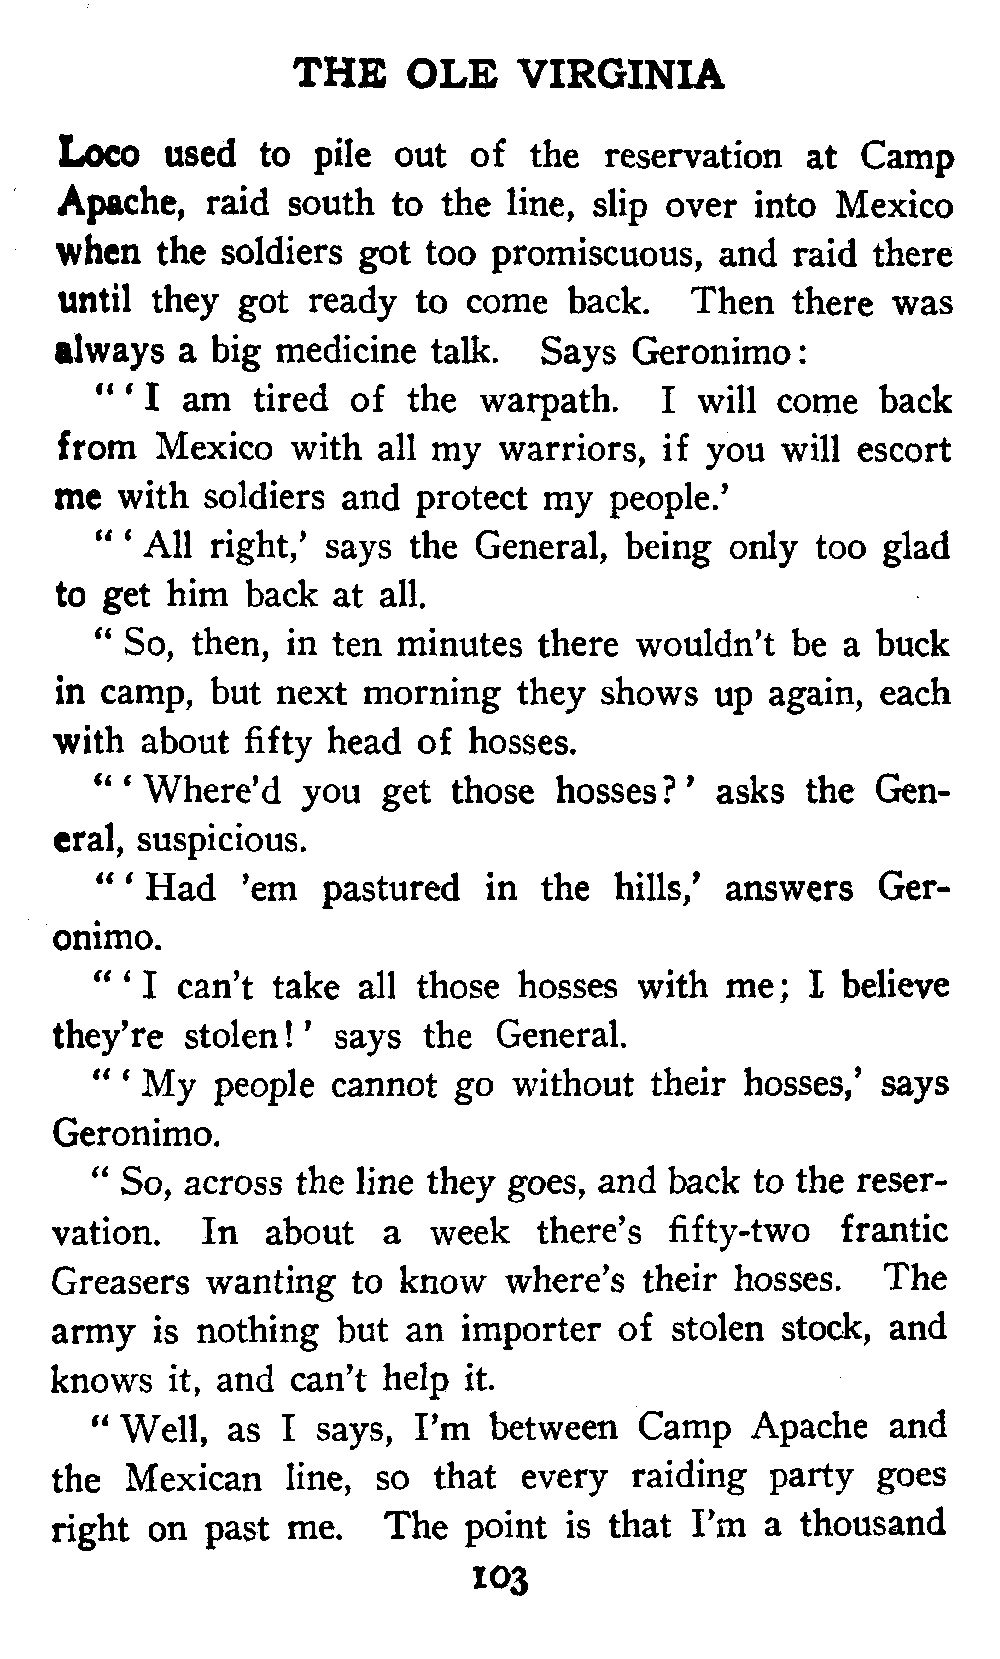 THE OLE VIRGINIA
Loco used to pile out of the reservation at Camp
Apache, raid south to the line, slip over into Mexico
when the soldiers got too promiscuous, and raid there
until they got ready to come back. Then there was
always a big medicine talk. Says Geronimo:
“‘I am tired of the warpath. I will come back
from Mexico with all my warriors, if you will escort
me with soldiers and protect my people.’
“‘All right,’ says the General, being only too glad
to get him back at all.
“So, then, in ten minutes there wouldn’t be a buck
in camp, but next morning they shows up again, each
with about fifty head of hosses.
“‘Where’d you get those hosses?’ asks the Gen-
eral, suspicious.
“‘Had ’em pastured in the hills,’ answers Ger-
onimo.
“‘I can’t take all those hosses with me; I believe
they’re stolen!’ says the General.
“‘My people cannot go without their hosses,’ says
Geronimo.
“So, across the line they goes, and back to the reser-
vation. In about a week there’s fifty-two frantic
Greasers wanting to know where’s their hosses. The
army is nothing but an importer of stolen stock, and
knows it, and can’t help it.
“Well, as I says, I’m between Camp Apache and
the Mexican line, so that every raiding party goes
right on past me. The point is that I’m a thousand
103